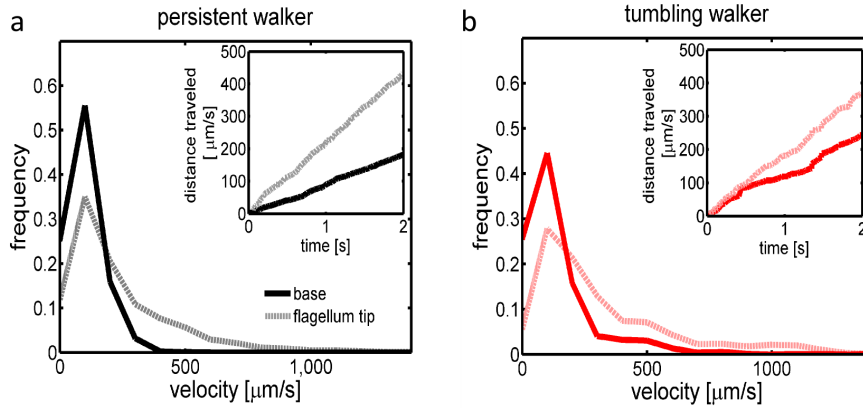 a
persistent walker
0.6
0.5
0.4
0.3
0.2
0.1
0
frequency
0
500
1,000
velocity [μm/s]
500
400
300
200
100
0
distance traveled
[ μm/s]
0
1
2
time [s]
base
flagellum tip
b
tumbling walker
0.6
0.5
0.4
0.3
0.2
0.1
0
frequency
0
500
1000
velocity [μm/s]
500
400
300
200
100
0
distance traveled
[μm/s]
0
1
2
time [s]